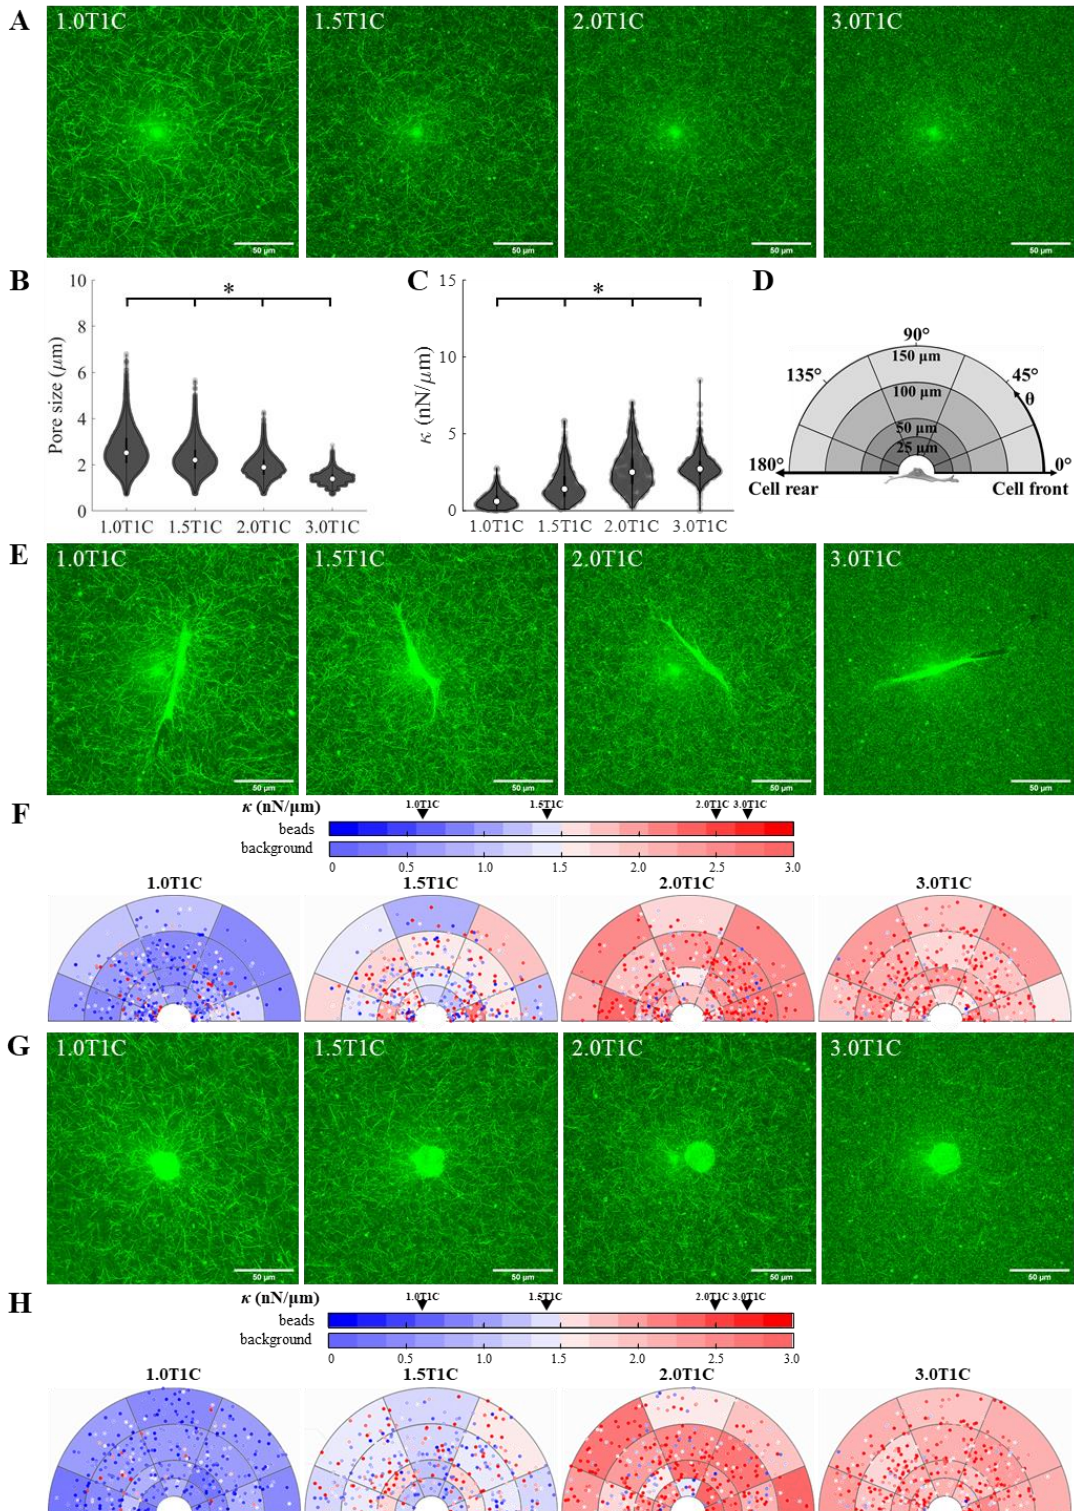 A
1.0T1C
1.5T1C
2.0T1C
3.0T1C
50 µm
50 µm
50 µm
50 µm
B
Pore size (µm)
10
8
6
4
2
0
1.0T1C
1.5T1C
2.0T1C
3.0T1C
*
C
κ (nN/µm)
15
10
5
0
1.0T1C
1.5T1C
2.0T1C
3.0T1C
*
D
90°
150 µm
135°
45°
100 µm
θ
50 µm
25 µm
180°
0°
Cell rear
Cell front
E
1.0T1C
1.5T1C
2.0T1C
3.0T1C
50 µm
50 µm
50 µm
50 µm
F
κ (nN/µm)
1.0T1C
1.5T1C
2.0T1C
3.0T1C
beads
background
0
0.5
1.0
1.5
2.0
2.5
3.0
1.0T1C
1.5T1C
2.0T1C
3.0T1C
G
1.0T1C
1.5T1C
2.0T1C
3.0T1C
50 µm
50 µm
50 µm
50 µm
H
κ (nN/µm)
1.0T1C
1.5T1C
2.0T1C
3.0T1C
beads
background
0
0.5
1.0
1.5
2.0
2.5
3.0
1.0T1C
1.5T1C
2.0T1C
3.0T1C